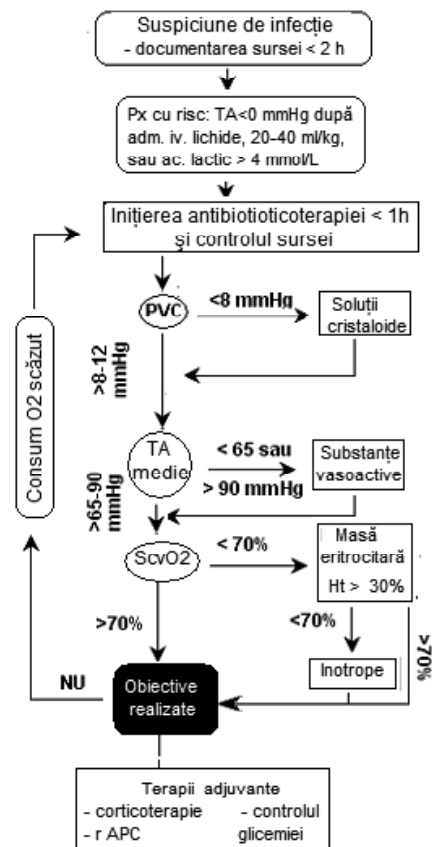 Suspiciune de infecție
- documentarea sursei < 2 h
Px cu risc: TA<0 mmHg după
adm. iv. lichide, 20-40 ml/kg,
sau ac. lactic > 4 mmol/L
Inițierea antibiotioticoterapiei < 1h
și controlul sursei
PVC
<8 mmHg
Soluții
cristaloide
>8-12
mmHg
Consum O2 scăzut
TA
medie
< 65 sau
> 90 mmHg
Substanțe
vasoactive
>65-90
mmHg
ScvO2
< 70%
Masă
eritrocitară
Ht > 30%
>70%
<70%
>70%
Inotrope
NU
Obiective
realizate
Terapii adjuvante
- corticoterapie - controlul
- r APC glicemiei